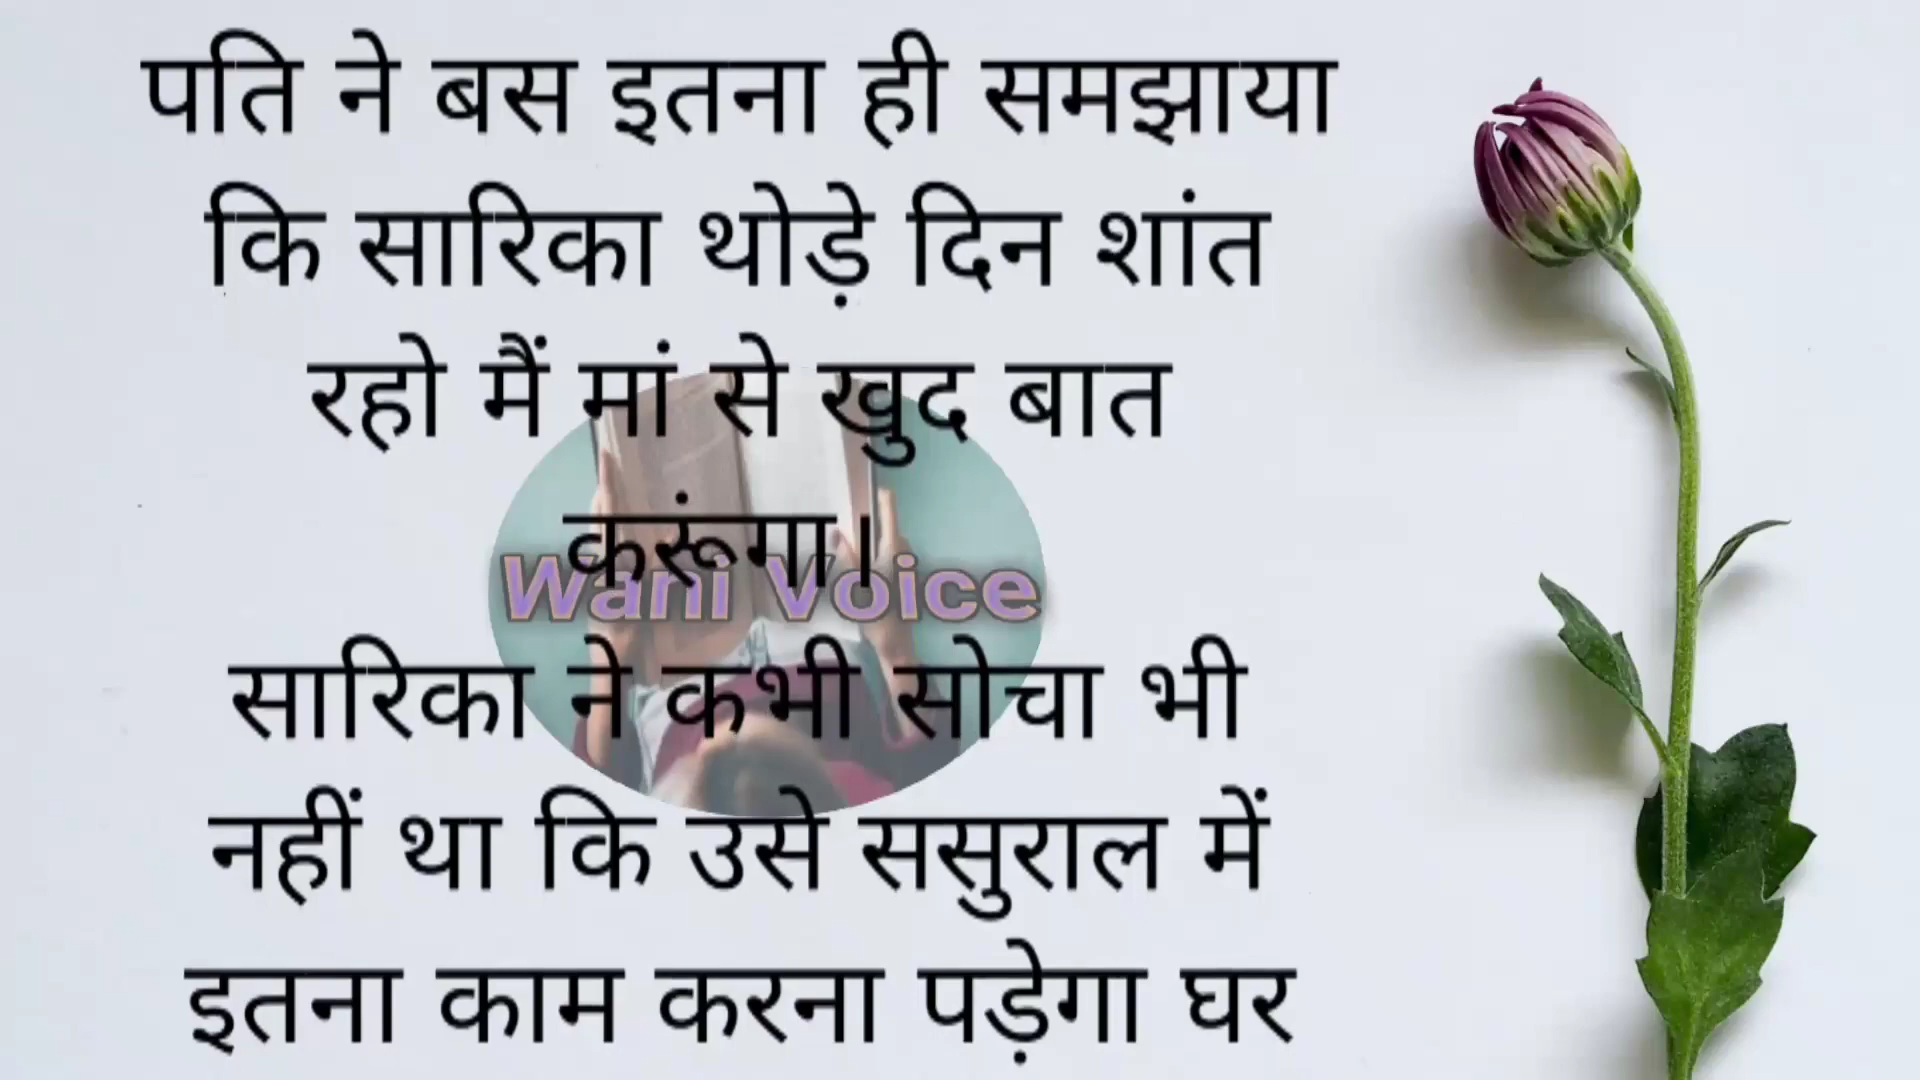 पति ने बस इतना ही समझाया
कि सारिका थोड़े दिन शांत
रहो मैं मां से खुद बात
करूंगा।
Wani Voice
सारिका ने कभी सोचा भी
नहीं था कि उसे ससुराल में
इतना काम करना पड़ेगा घर